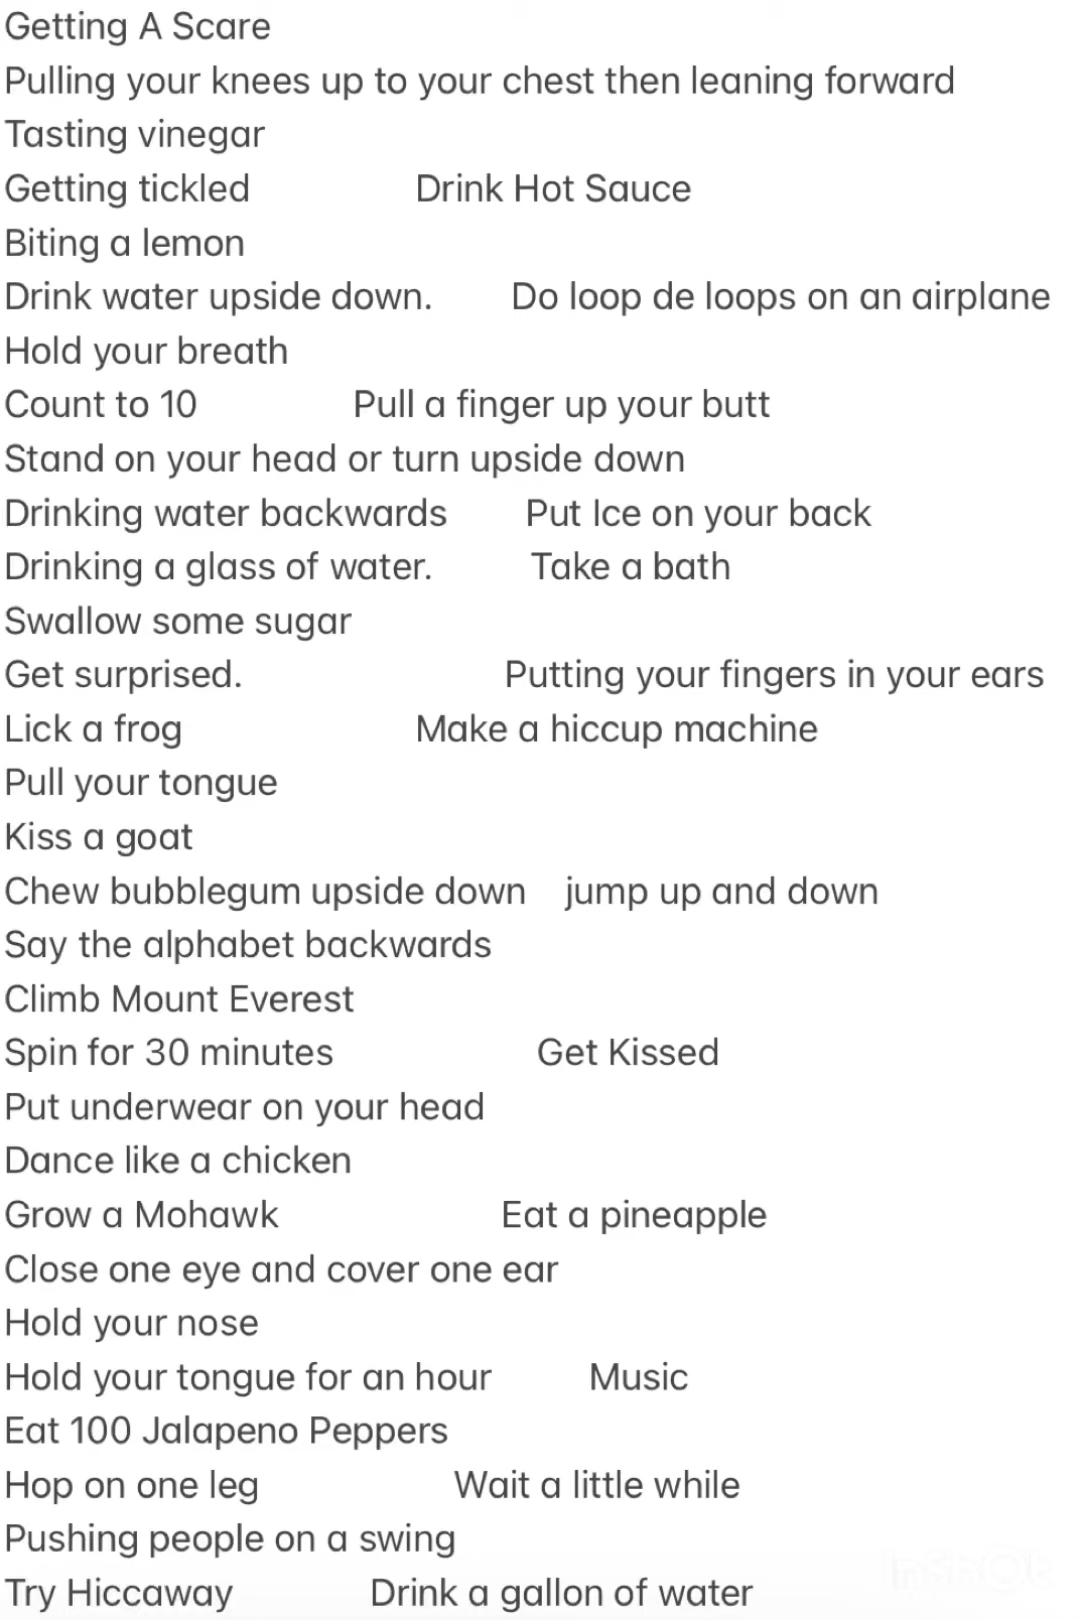 Getting A Scare
Pulling your knees up to your chest then leaning forward
Tasting vinegar
Getting tickled Drink Hot Sauce
Biting a lemon
Drink water upside down. Do loop de loops on an airplane
Hold your breath
Count to 10 Pull a finger up your butt
Stand on your head or turn upside down
Drinking water backwards Put Ice on your back
Drinking a glass of water. Take a bath
Swallow some sugar
Get surprised. Putting your fingers in your ears
Lick a frog Make a hiccup machine
Pull your tongue
Kiss a goat
Chew bubblegum upside down jump up and down
Say the alphabet backwards
Climb Mount Everest
Spin for 30 minutes Get Kissed
Put underwear on your head
Dance like a chicken
Grow a Mohawk Eat a pineapple
Close one eye and cover one ear
Hold your nose
Hold your tongue for an hour Music
Eat 100 Jalapeno Peppers
Hop on one leg Wait a little while
Pushing people on a swing
Try Hiccaway Drink a gallon of water